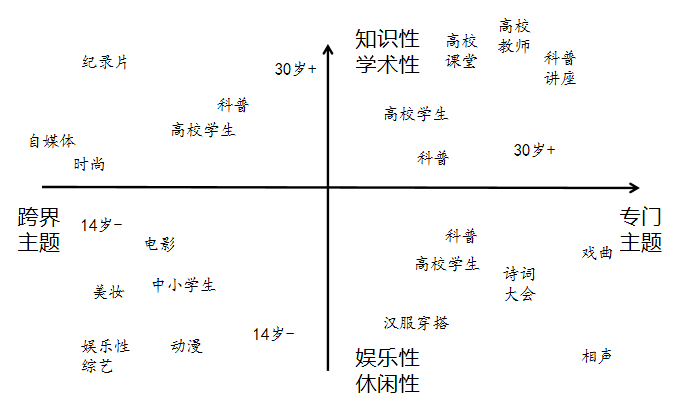 知识性
学术性
高校
课堂
高校
教师
科普
讲座
纪录片
30岁+
科普
高校学生
高校学生
自媒体
时尚
科普
30岁+
跨界
主题
专门
主题
14岁-
电影
科普
高校学生
戏曲
诗词
大会
美妆
中小学生
汉服穿搭
14岁-
娱乐性
综艺
动漫
娱乐性
休闲性
相声